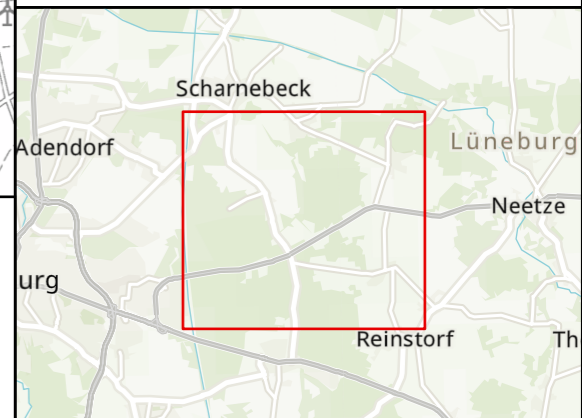 Scharnebeck
Adendorf
Lüneburg
Neetze
urg
Reinstorf
Th